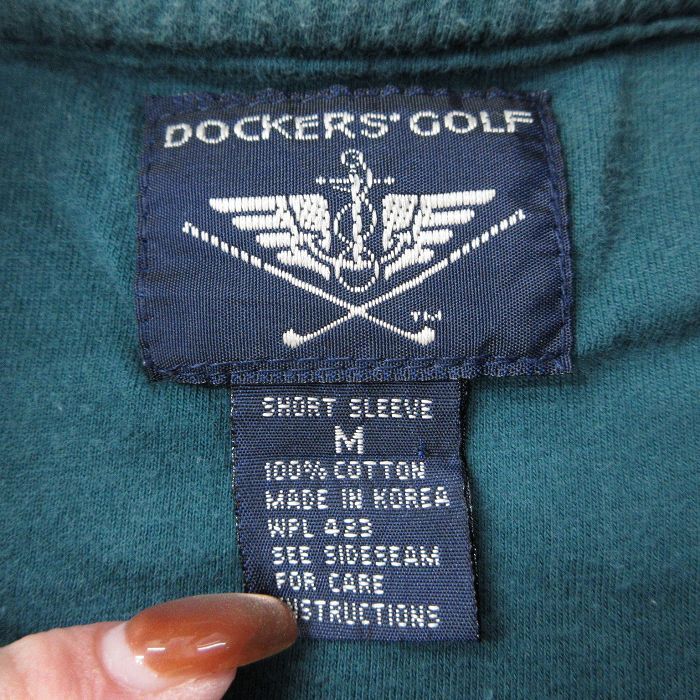 DOCKERS' GOLF
TM
SHORT SLEEVE
M
100% COTTON
MADE IN KOREA
WPL 423
SEE SIDESEAM
FOR CARE
INSTRUCTIONS